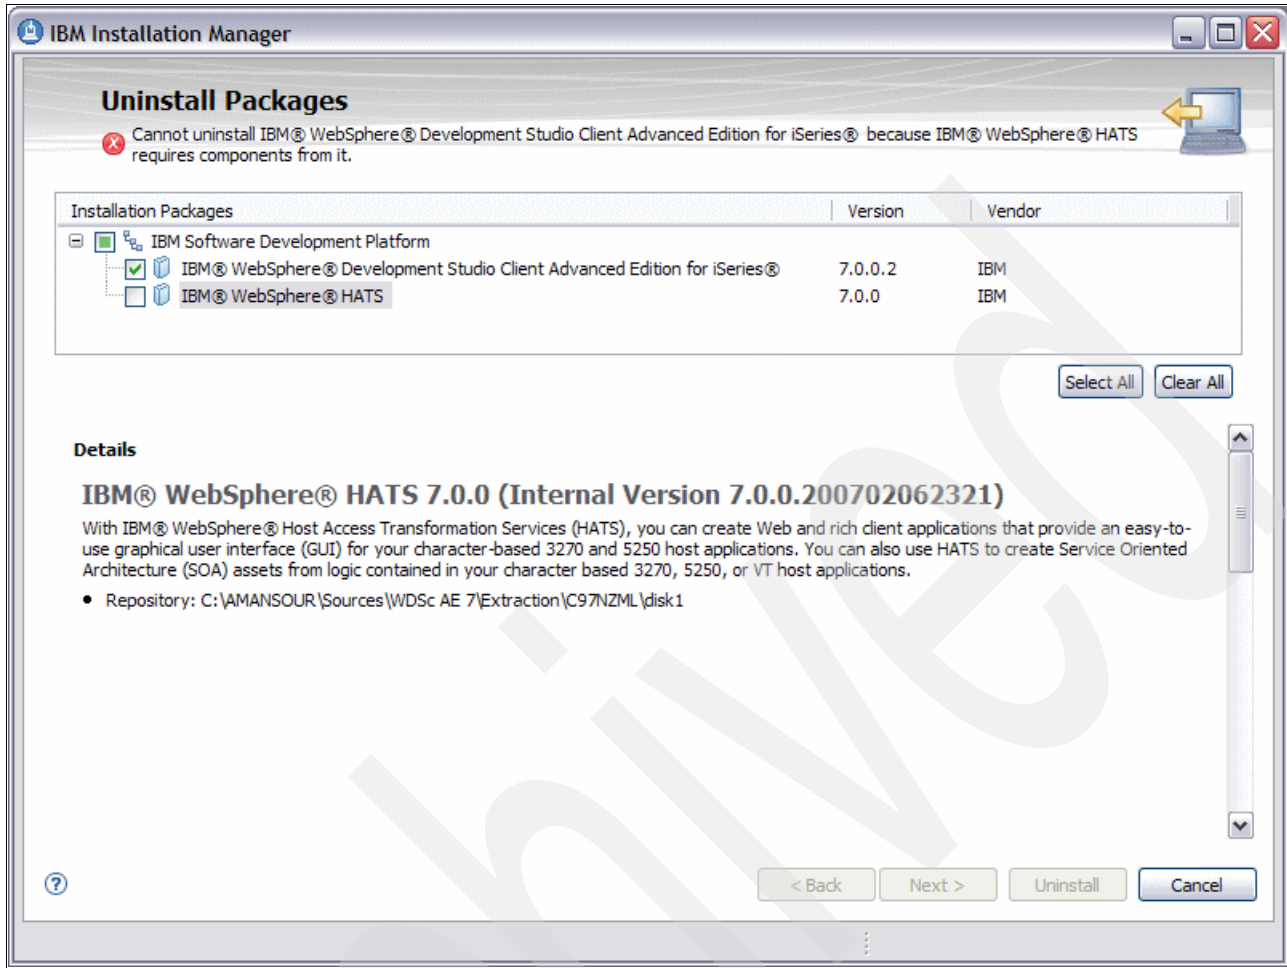 IBM Installation Manager
Uninstall Packages
Cannot uninstall IBM® WebSphere® Development Studio Client Advanced Edition for iSeries® because IBM® WebSphere® HATS
requires components from it.
Installation Packages Version Vendor
IBM Software Development Platform
IBM® WebSphere® Development Studio Client Advanced Edition for iSeries® 7.0.0.2 IBM
IBM® WebSphere® HATS 7.0.0 IBM
Select All Clear All
Details
IBM® WebSphere® HATS 7.0.0 (Internal Version 7.0.0.200702062321)
With IBM® WebSphere® Host Access Transformation Services (HATS), you can create Web and rich client applications that provide an easy-to-
use graphical user interface (GUI) for your character-based 3270 and 5250 host applications. You can also use HATS to create Service Oriented
Architecture (SOA) assets from logic contained in your character based 3270, 5250, or VT host applications.
• Repository: C:\AMANSOUR\Sources\WDSc AE 7\Extraction\C97NZML\disk1
? < Back Next > Uninstall Cancel
hived